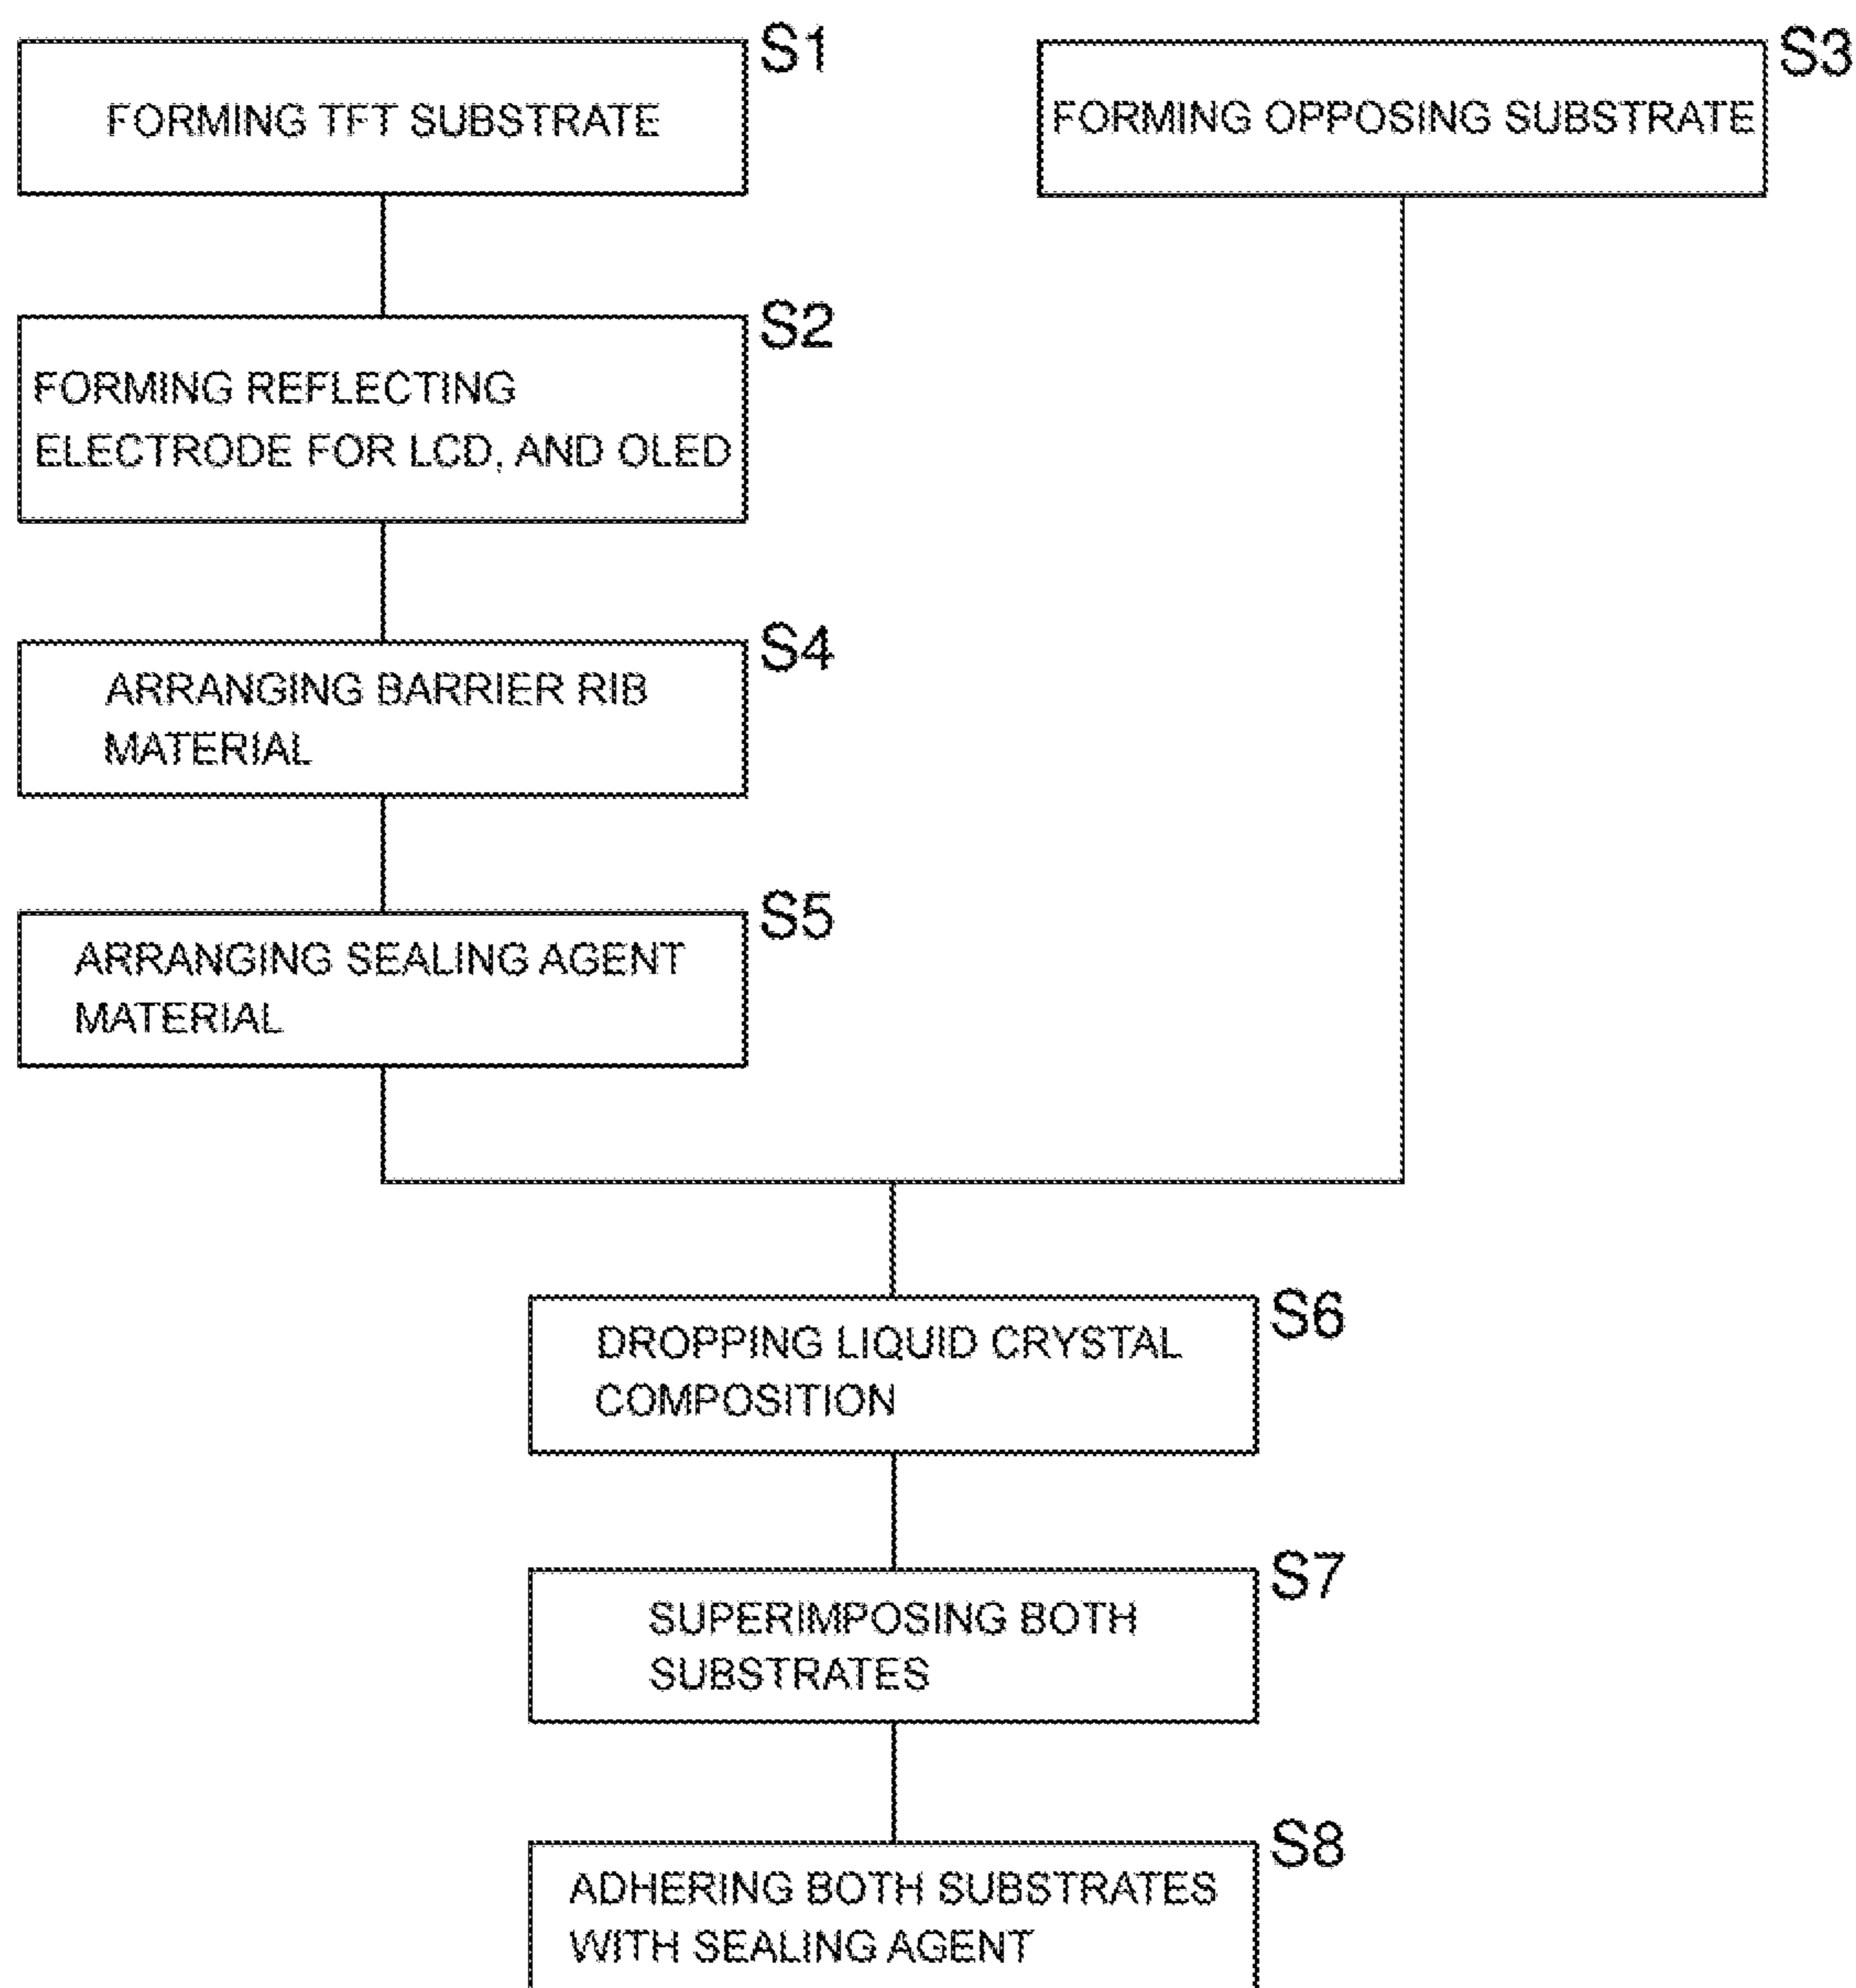 S1
FORMING TFT SUBSTRATE
S3
FORMING OPPOSING SUBSTRATE
S2
FORMING REFLECTING
ELECTRODE FOR LCD, AND OLED
S4
ARRANGING BARRIER RIB
MATERIAL
S5
ARRANGING SEALING AGENT
MATERIAL
S6
DROPPING LIQUID CRYSTAL
COMPOSITION
S7
SUPERIMPOSING BOTH
SUBSTRATES
S8
ADHERING BOTH SUBSTRATES
WITH SEALING AGENT